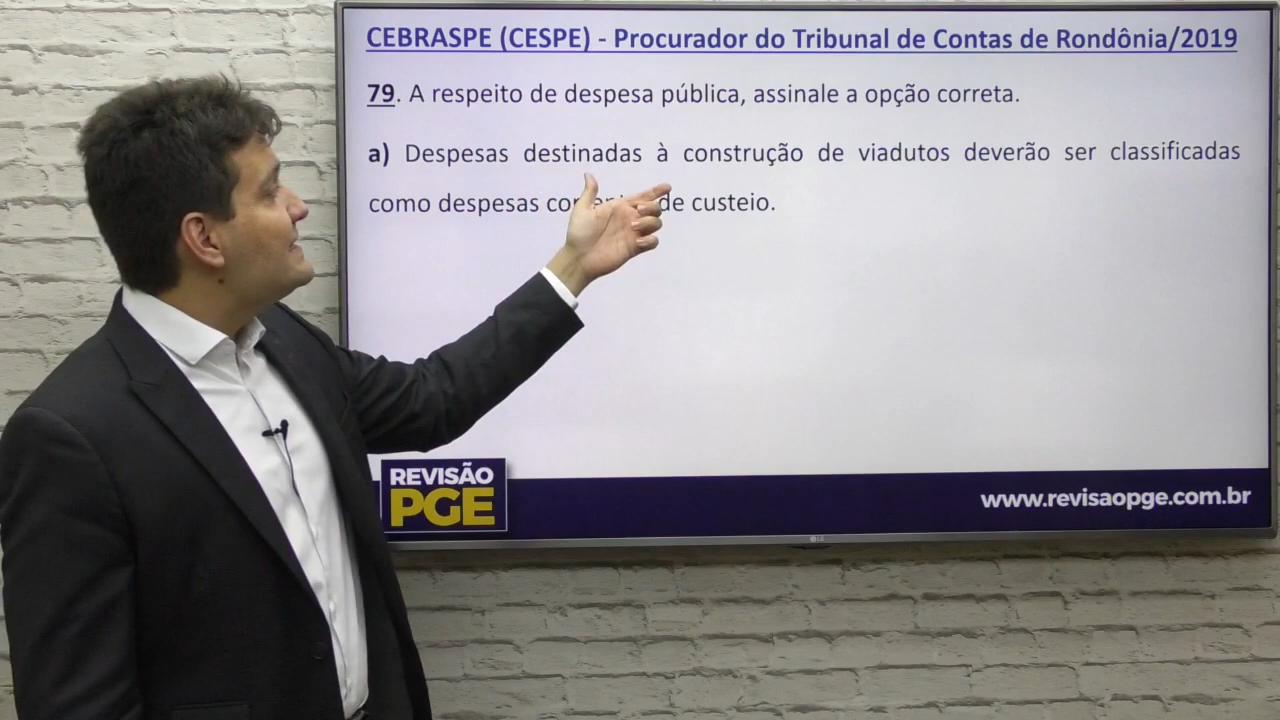 CEBRASPE (CESPE) - Procurador do Tribunal de Contas de Rondônia/2019
79. A respeito de despesa pública, assinale a opção correta.
a) Despesas destinadas à construção de viadutos deverão ser classificadas
como despesas de custeio.
REVISÃO
PGE
www.revisaopge.com.br
LG